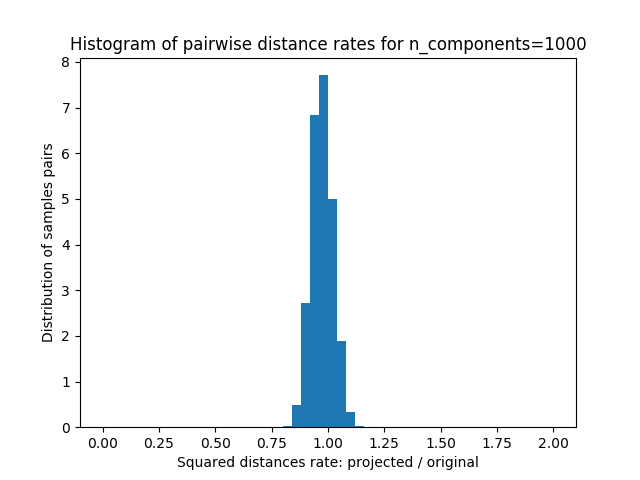 Histogram of pairwise distance rates for n_components=1000
8
7
6
5
4
3
2
1
0
Distribution of samples pairs
0.00 0.25 0.50 0.75 1.00 1.25 1.50 1.75 2.00
Squared distances rate: projected / original